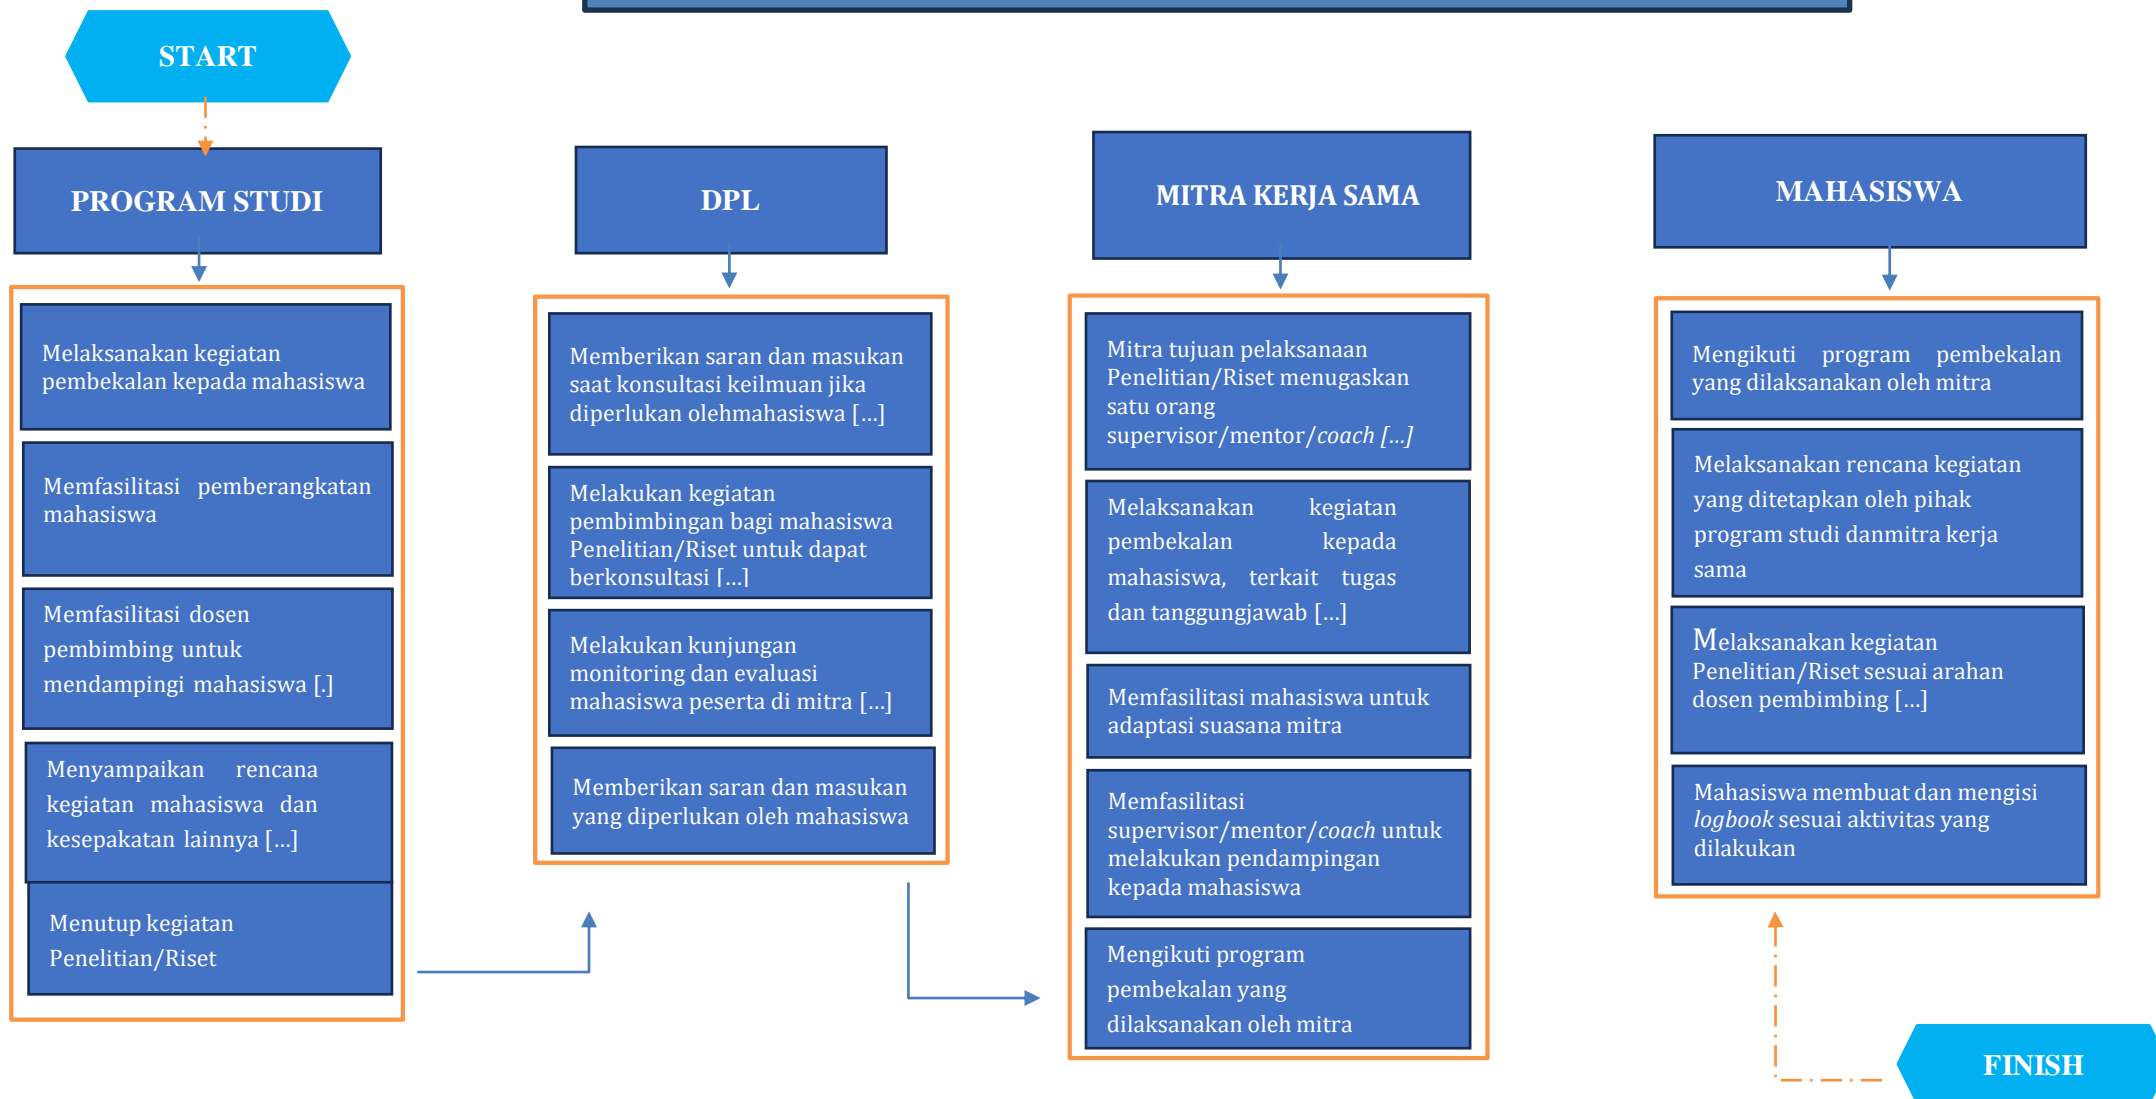 START
PROGRAM STUDI
Melaksanakan kegiatan
pembekalan kepada mahasiswa
Memfasilitasi pemberangkatan
mahasiswa
Memfasilitasi dosen
pembimbing untuk
mendampingi mahasiswa [.]
Menyampaikan rencana
kegiatan mahasiswa dan
kesepakatan lainnya [...]
Menutup kegiatan
Penelitian/Riset
DPL
Memberikan saran dan masukan
saat konsultasi keilmuan jika
diperlukan olehmahasiswa [...]
Melakukan kegiatan
pembimbingan bagi mahasiswa
Penelitian/Riset untuk dapat
berkonsultasi [...]
Melakukan kunjungan
monitoring dan evaluasi
mahasiswa peserta di mitra [...]
Memberikan saran dan masukan
yang diperlukan oleh mahasiswa
MITRA KERJA SAMA
Mitra tujuan pelaksanaan
Penelitian/Riset menugaskan
satu orang
supervisor/mentor/coach [...]
Melaksanakan kegiatan
pembekalan kepada
mahasiswa, terkait tugas
dan tanggungjawab [...]
Memfasilitasi mahasiswa untuk
adaptasi suasana mitra
Memfasilitasi
supervisor/mentor/coach untuk
melakukan pendampingan
kepada mahasiswa
Mengikuti program
pembekalan yang
dilaksanakan oleh mitra
MAHASISWA
Mengikuti program pembekalan
yang dilaksanakan oleh mitra
Melaksanakan rencana kegiatan
yang ditetapkan oleh pihak
program studi danmitra kerja
sama
Melaksanakan kegiatan
Penelitian/Riset sesuai arahan
dosen pembimbing [...]
Mahasiswa membuat dan mengisi
logbook sesuai aktivitas yang
dilakukan
FINISH